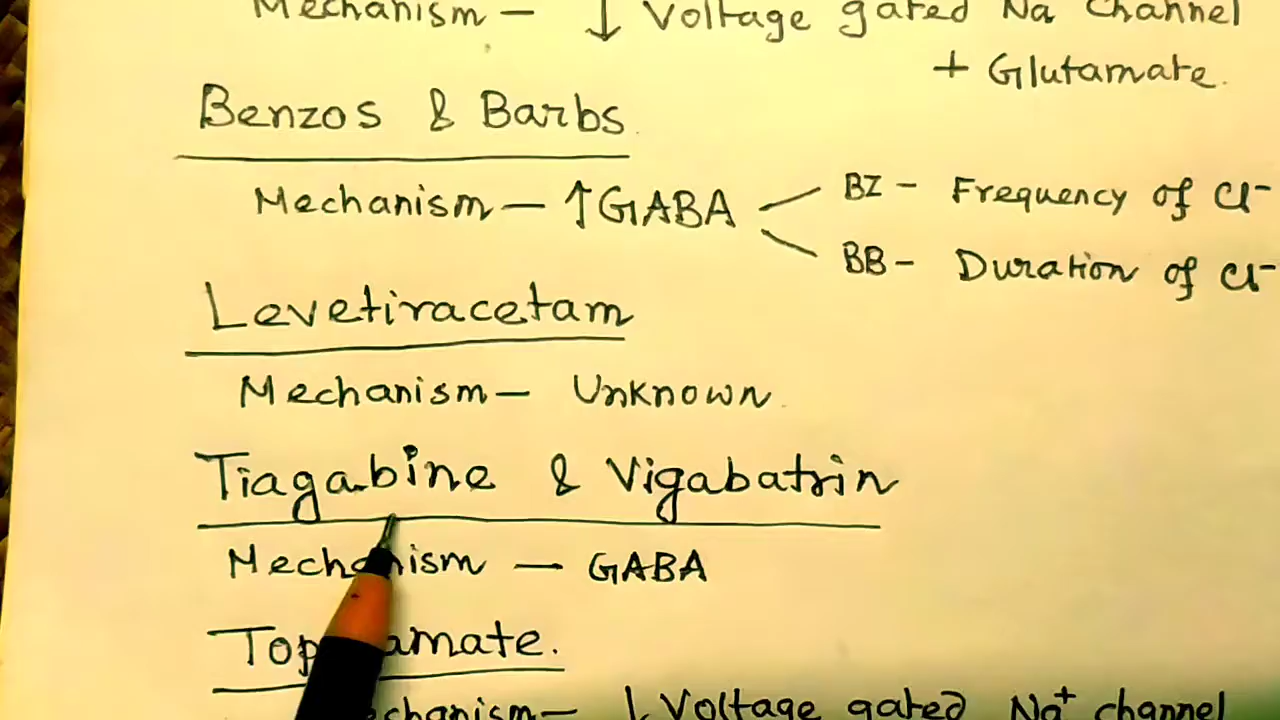 Mechanism - ↓ Voltage gated Na Channel
+ Glutamate.
Benzos & Barbs.
Mechanism - ↑GABA
BZ - Frequency of Cl-
BB - Duration of Cl-
Levetiracetam
Mechanism - Unknown.
Tiagabine & Vigabatrin
Mechanism - GABA
Mechanism - ↓ Voltage gated Na+ channel